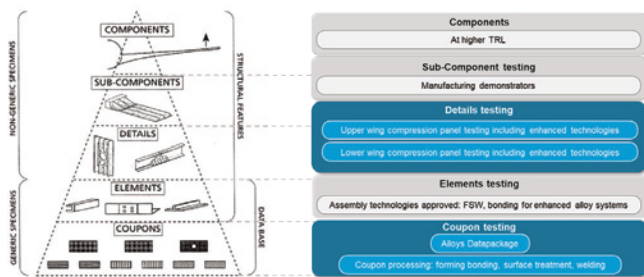 COMPONENTS
SUB-COMPONENTS
DETAILS
ELEMENTS
COUPONS
NON-GENERIC SPECIMENS
GENERIC SPECIMENS
STRUCTURAL FEATURES
DATA BASE
Components
At higher TRL
Sub-Component testing
Manufacturing demonstrators
Details testing
Upper wing compression panel testing including enhanced technologies
Lower wing compression panel testing including enhanced technologies
Elements testing
Assembly technologies approved: FSW, bonding for enhanced alloy systems
Coupon testing
Alloys Datapackage
Coupon processing: forming bonding, surface treatment, welding